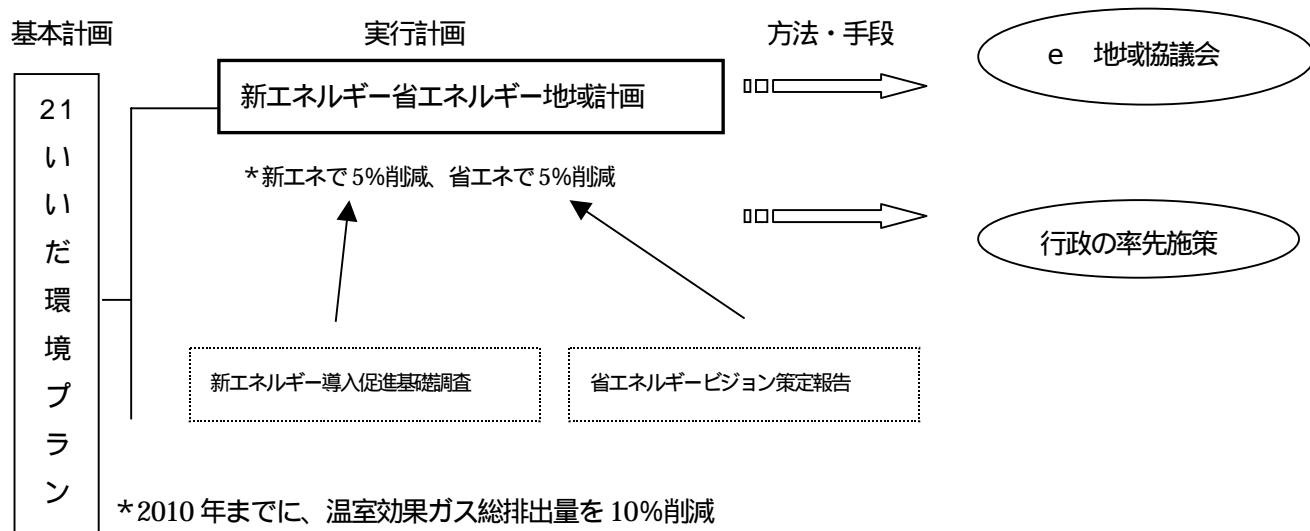 基本計画
実行計画
方法・手段
e 地域協議会
新エネルギー省エネルギー地域計画
21いいだ環境プラン
*新エネで5%削減、省エネで5%削減
行政の率先施策
新エネルギー導入促進基礎調査
省エネルギービジョン策定報告
*2010年までに、温室効果ガス総排出量を10%削減